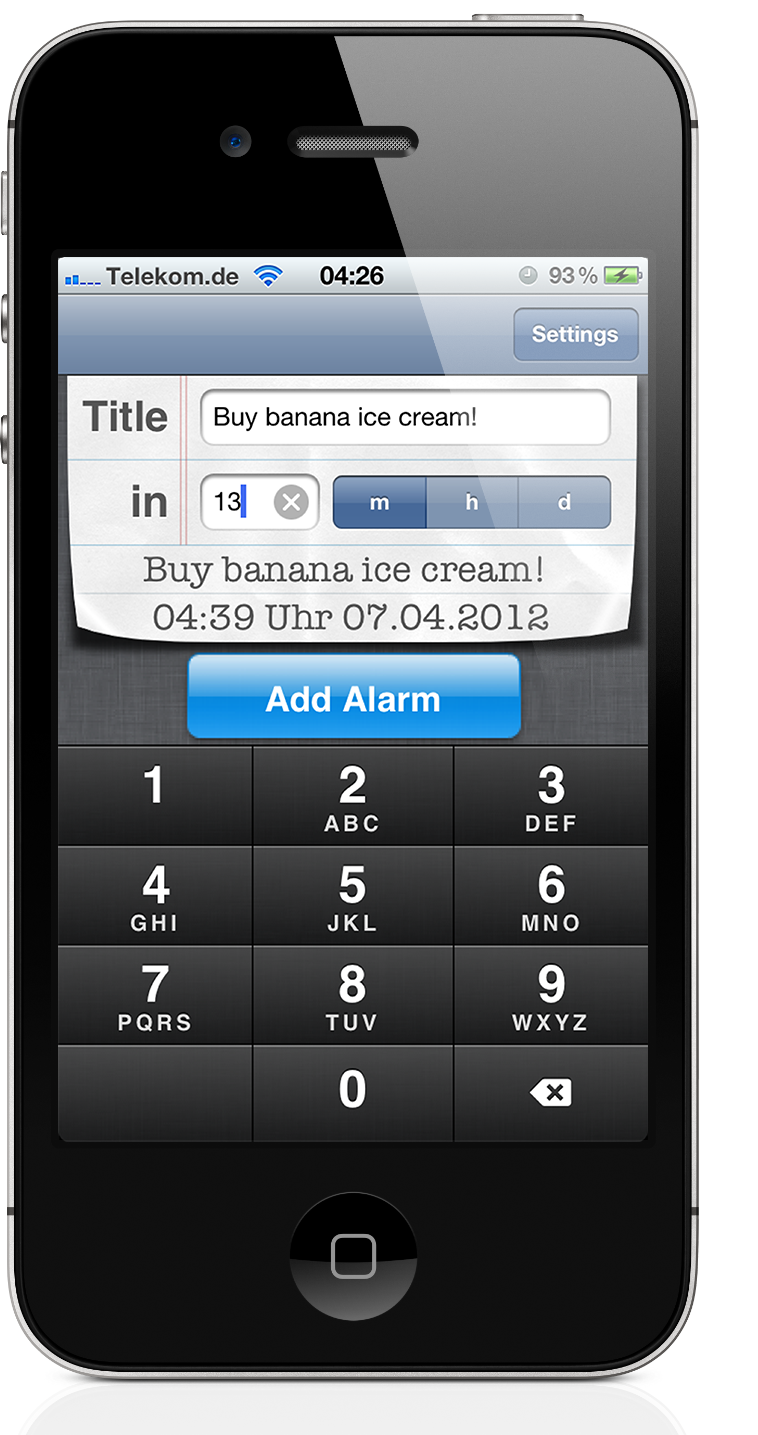 Telekom.de 04:26 93%
Settings
Title Buy banana ice cream!
in 13 m h d
Buy banana ice cream!
04:39 Uhr 07.04.2012
Add Alarm
1 2 3
ABC DEF
4 5 6
GHI JKL MNO
7 8 9
PQRS TUV WXYZ
0